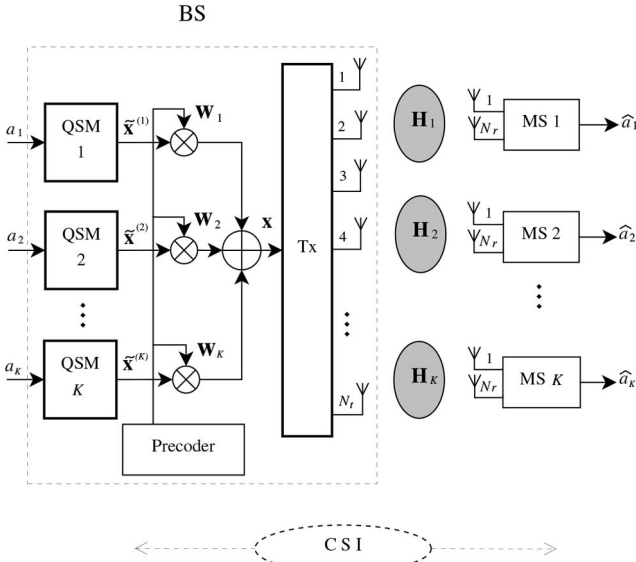 BS
a1 QSM 1 x̃(1) W1
a2 QSM 2 x̃(2) W2
aK QSM K x̃(K) WK
Precoder
x
Tx
1
2
3
4
Nt
H1
H2
HK
1 Nr MS 1 â1
1 Nr MS 2 â2
1 Nr MS K âK
CSI